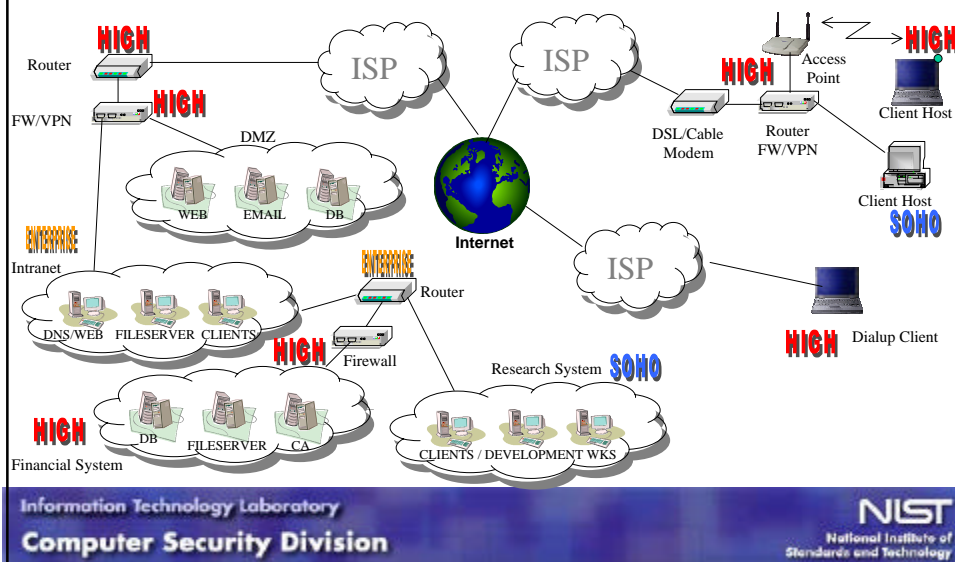 HIGH
Router
ISP
ISP
HIGH
Access
Point
HIGH
Client Host
FW/VPN
HIGH
DSL/Cable
Modem
Router
FW/VPN
DMZ
WEB
EMAIL
DB
Internet
Client Host
SOHO
ENTERPRISE
Intranet
ENTERPRISE
Router
ISP
DNS/WEB
FILESERVER
CLIENTS
HIGH
Firewall
HIGH
Dialup Client
Research System
SOHO
HIGH
DB
FILESERVER
CA
CLIENTS / DEVELOPMENT WKS
Financial System
Information Technology Laboratory
Computer Security Division
NIST
National Institute of
Standards and Technology